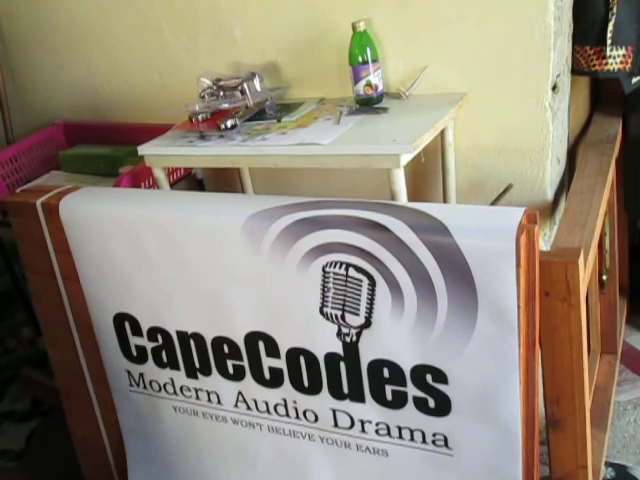 CapeCodes
Modern Audio Drama
YOUR EYES WON'T BELIEVE YOUR EARS